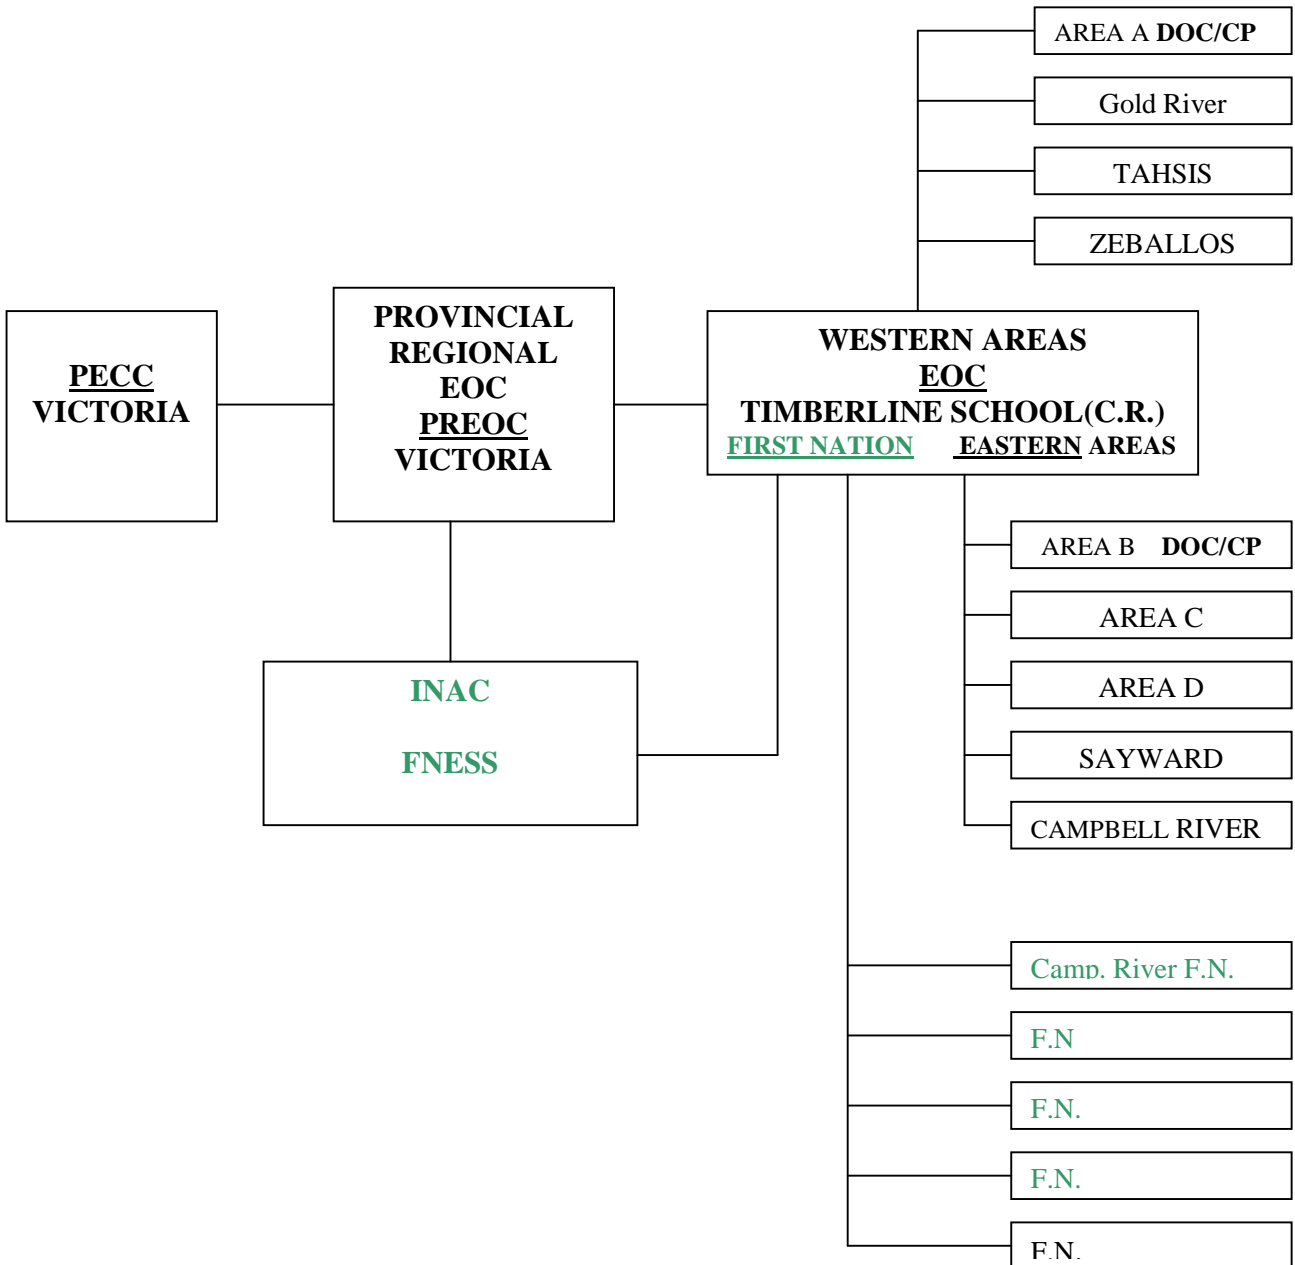 AREA A DOC/CP
Gold River
TAHSIS
ZEBALLOS
PECC
VICTORIA
PROVINCIAL
REGIONAL
EOC
PREOC
VICTORIA
WESTERN AREAS
EOC
TIMBERLINE SCHOOL(C.R.)
FIRST NATION EASTERN AREAS
INAC
FNESS
AREA B DOC/CP
AREA C
AREA D
SAYWARD
CAMPBELL RIVER
Camp. River F.N.
F.N
F.N.
F.N.
F.N.